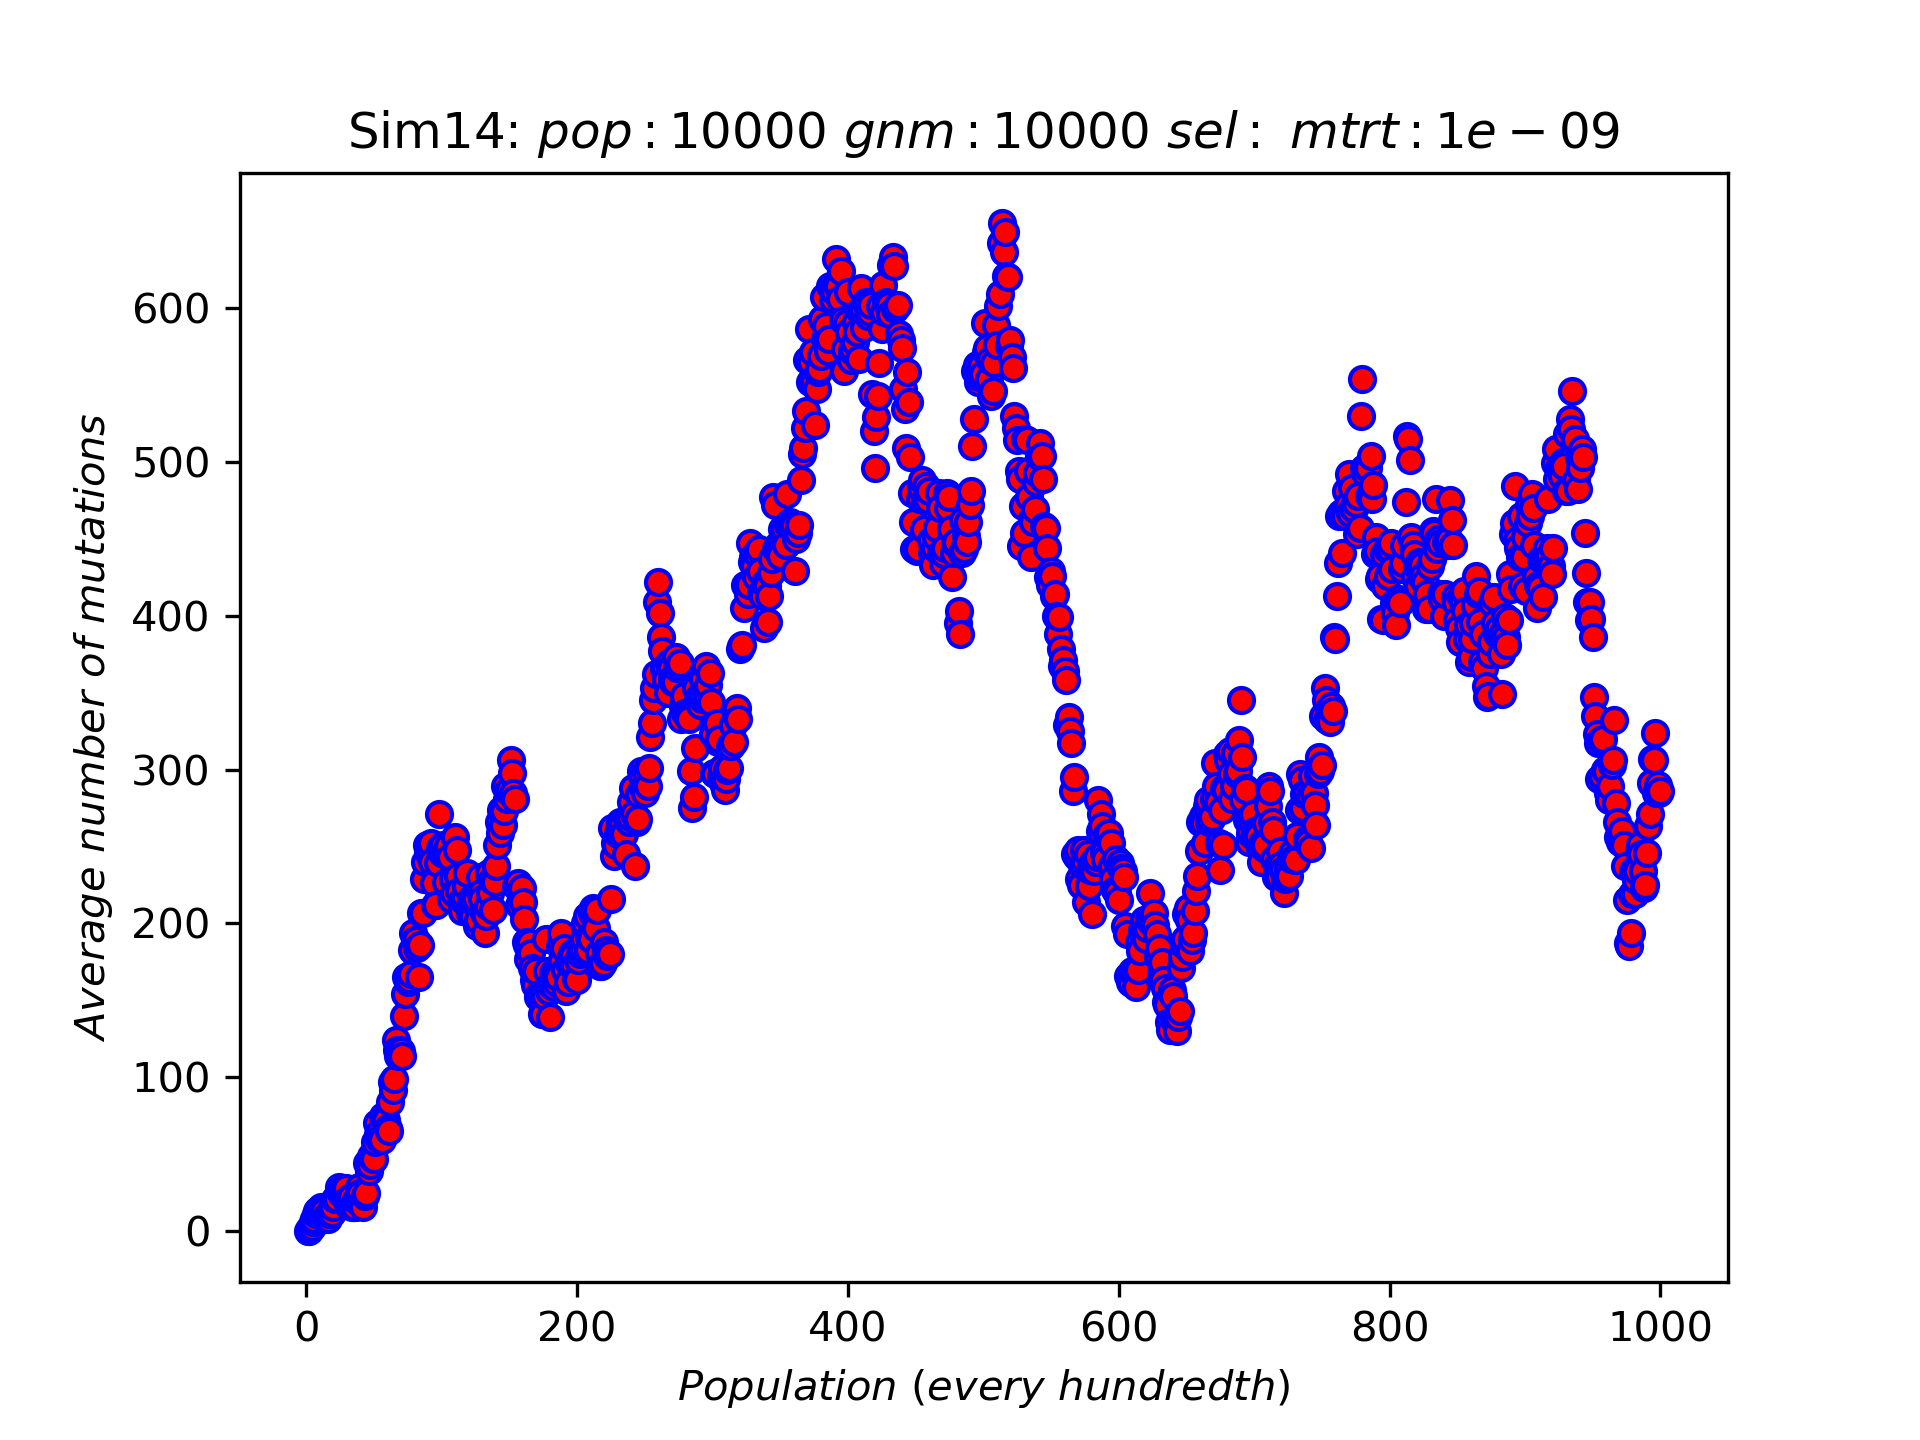 Sim14: pop : 10000 gnm : 10000 sel : mtrt : 1e − 09
Average number of mutations
600
500
400
300
200
100
0
0 200 400 600 800 1000
Population (every hundredth)